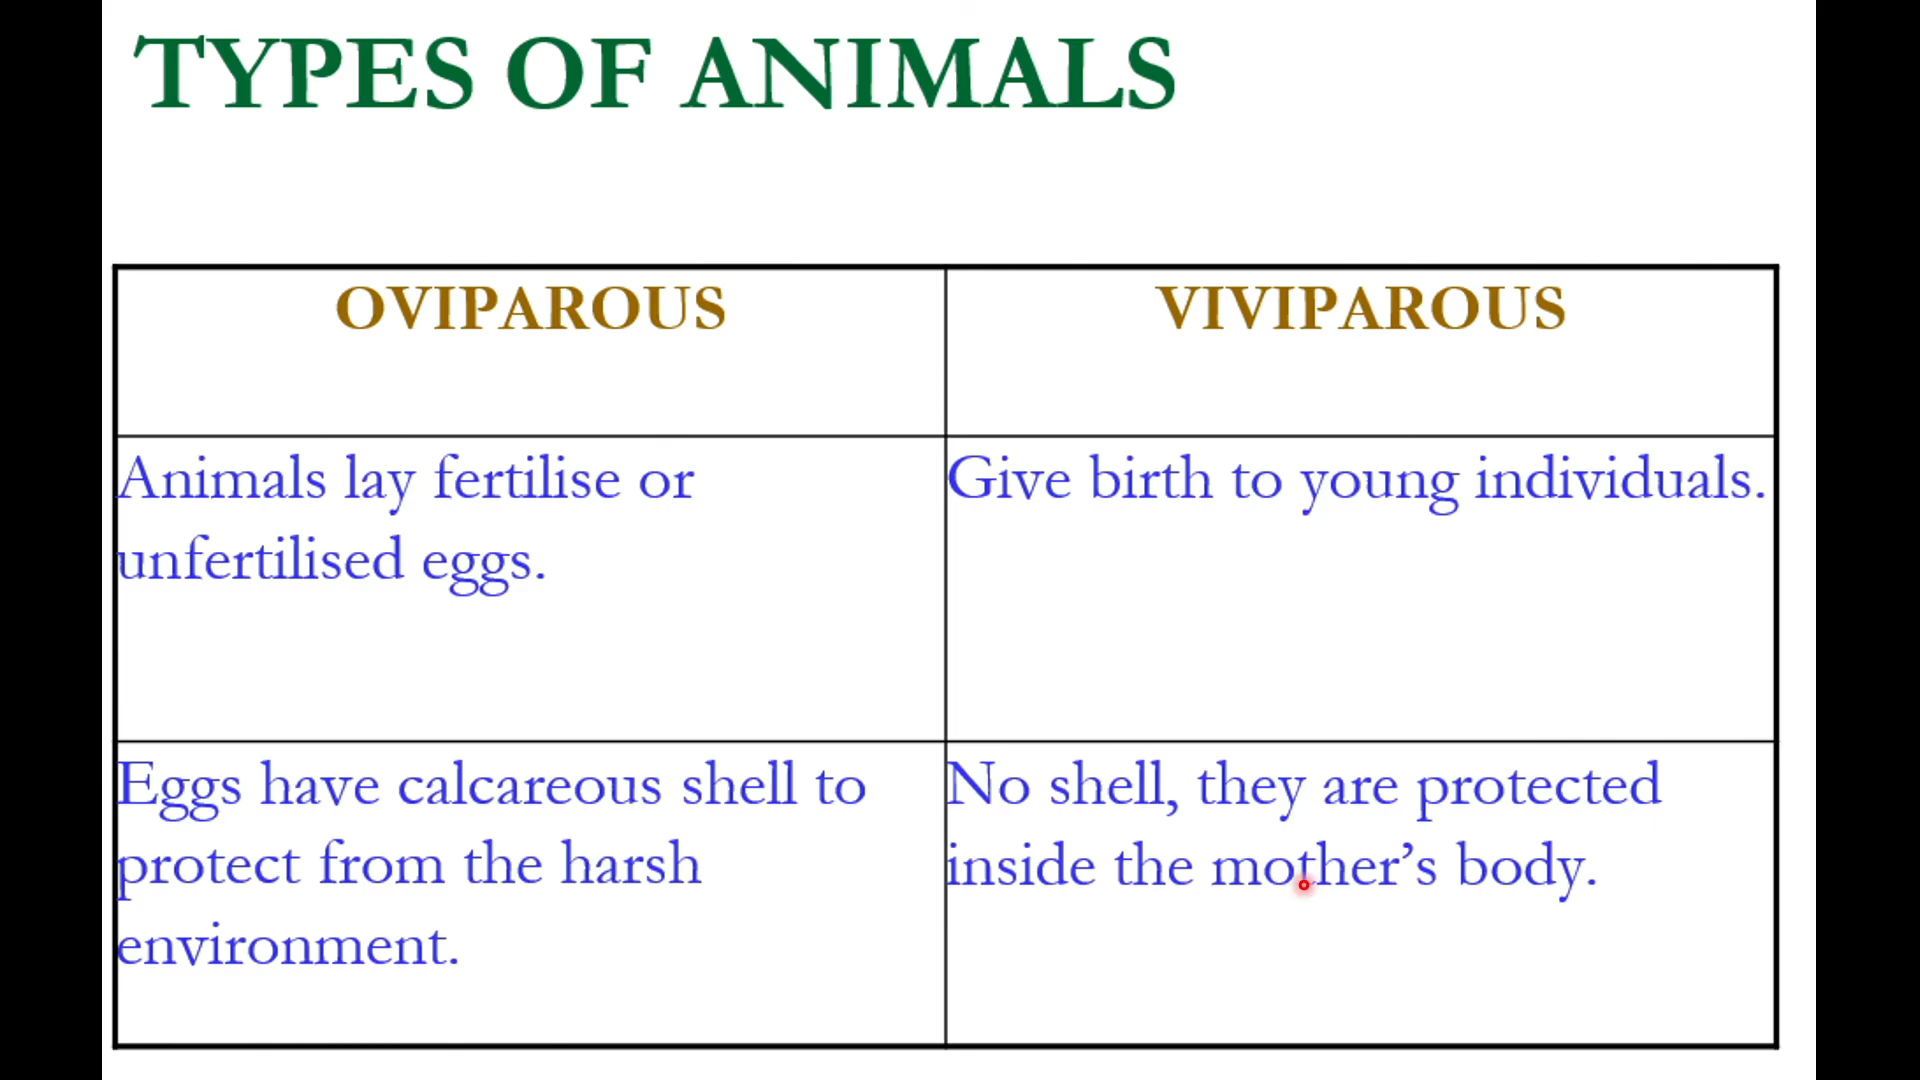 TYPES OF ANIMALS
OVIPAROUS
VIVIPAROUS
Animals lay fertilise or
unfertilised eggs.
Give birth to young individuals.
Eggs have calcareous shell to
protect from the harsh
environment.
No shell, they are protected
inside the mother’s body.